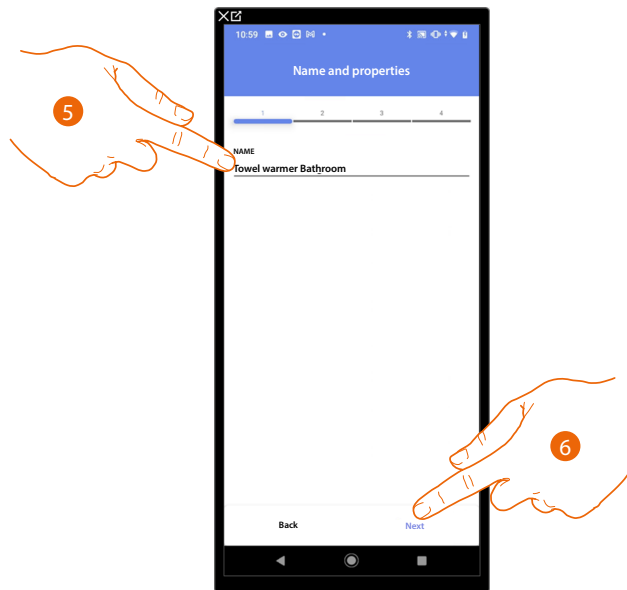 10:59
Name and properties
1 2 3 4
NAME
Towel warmer Bathroom
5
6
Back Next